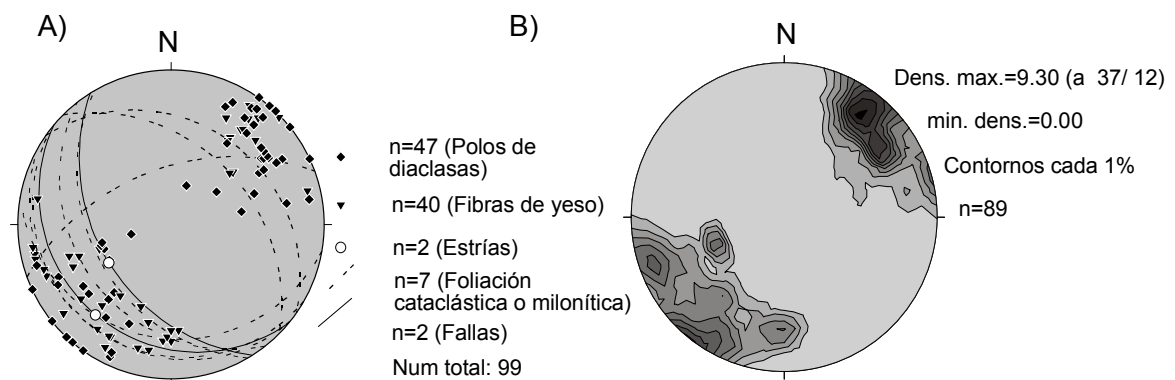 A)
N
n=47 (Polos de
diaclasas)
n=40 (Fibras de yeso)
n=2 (Estrías)
n=7 (Foliación
cataclástica o milonítica)
n=2 (Fallas)
Num total: 99
B)
N
Dens. max.=9.30 (a 37/ 12)
min. dens.=0.00
Contornos cada 1%
n=89